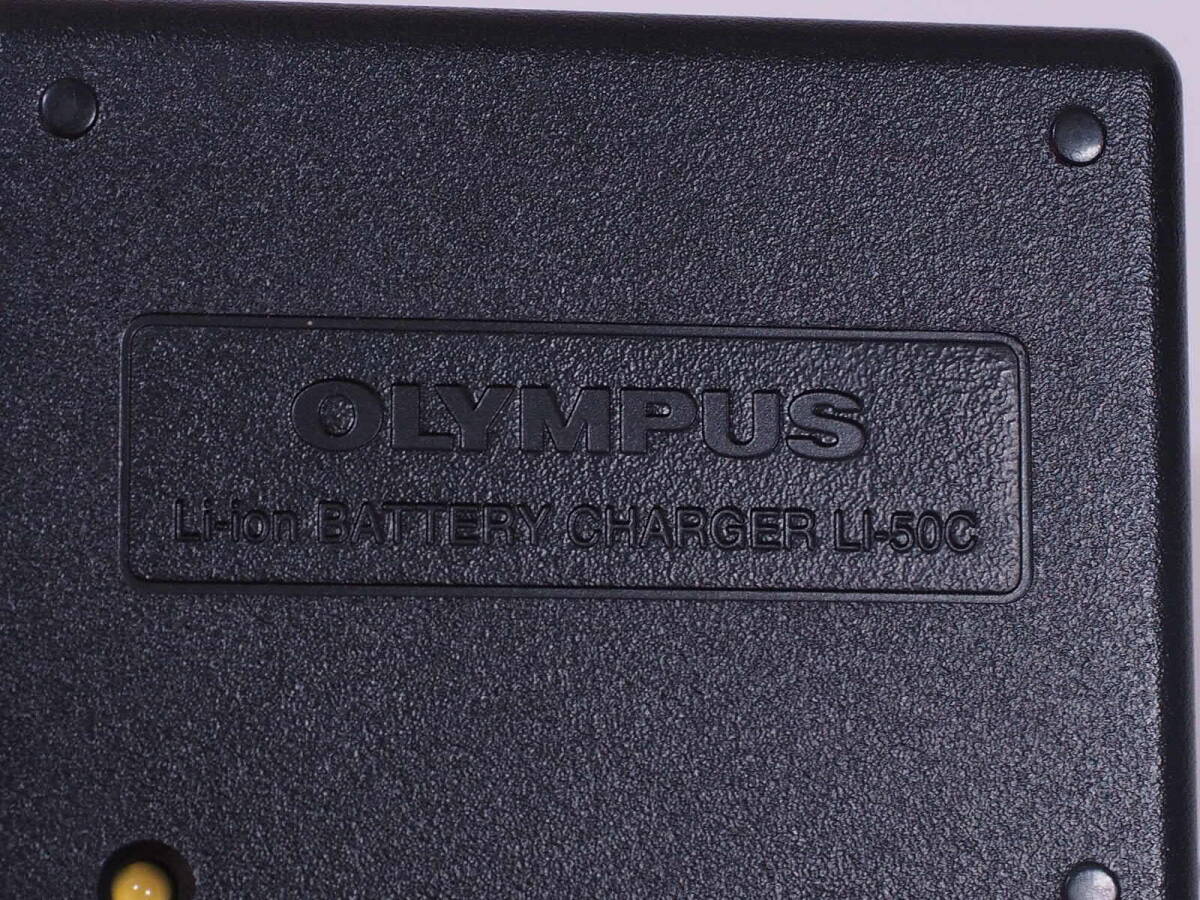 OLYMPUS
Li-ion BATTERY CHARGER LI-50C